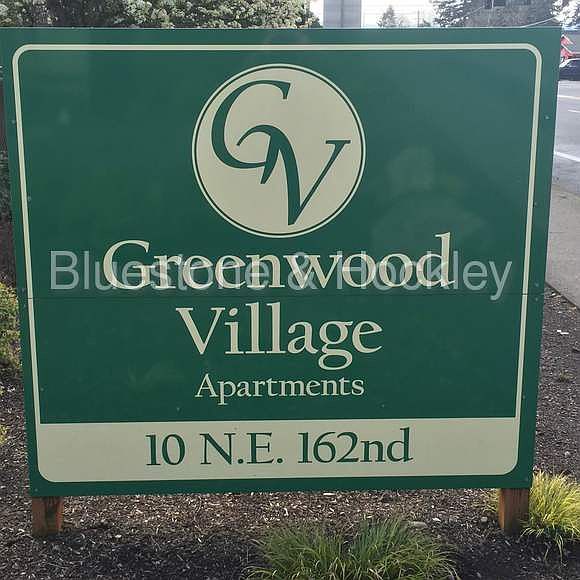 GV
Greenwood
Bluestone & Hockley
Village
Apartments
10 N.E. 162nd